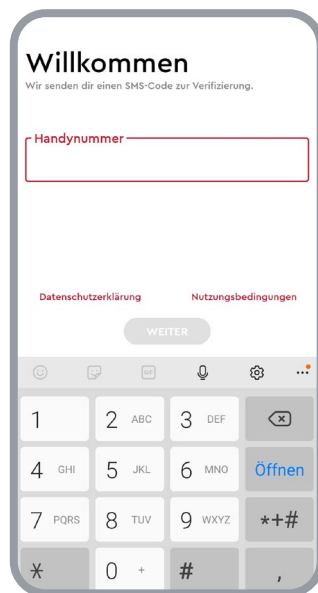 Willkommen
Wir senden dir einen SMS-Code zur Verifizierung.
Handynummer
Datenschutzerklärung Nutzungsbedingungen
WEITER
GIF
1 2 ABC 3 DEF
4 GHI 5 JKL 6 MNO Öffnen
7 PQRS 8 TUV 9 WXYZ *+#
* 0 + # ,